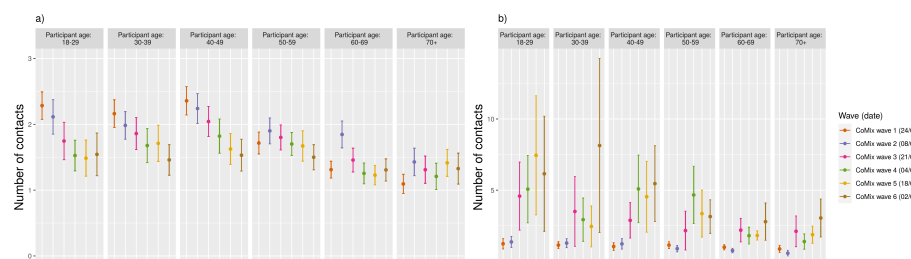 a)
Participant age:
18-29
Participant age:
30-39
Participant age:
40-49
Participant age:
50-59
Participant age:
60-69
Participant age:
70+
3
2
1
0
Number of contacts
b)
Participant age:
18-29
Participant age:
30-39
Participant age:
40-49
Participant age:
50-59
Participant age:
60-69
Participant age:
70+
10
5
Number of contacts
Wave (date)
CoMix wave 1 (24/
CoMix wave 2 (08/
CoMix wave 3 (21/
CoMix wave 4 (04/
CoMix wave 5 (18/
CoMix wave 6 (02/